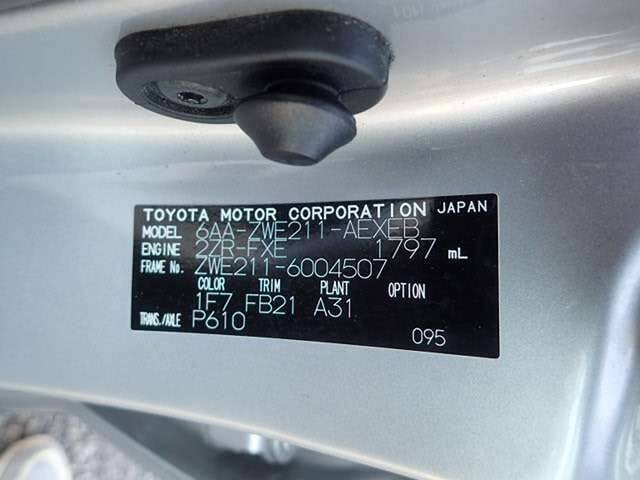 TOYOTA MOTOR CORPORATION JAPAN
MODEL 6AA-ZWE211-AEXEB
ENGINE 2ZR-FXE 1797 mL
FRAME No. ZWE211-6004507
COLOR TRIM PLANT OPTION
1F7 FB21 A31
TRANS./AXLE P610
095